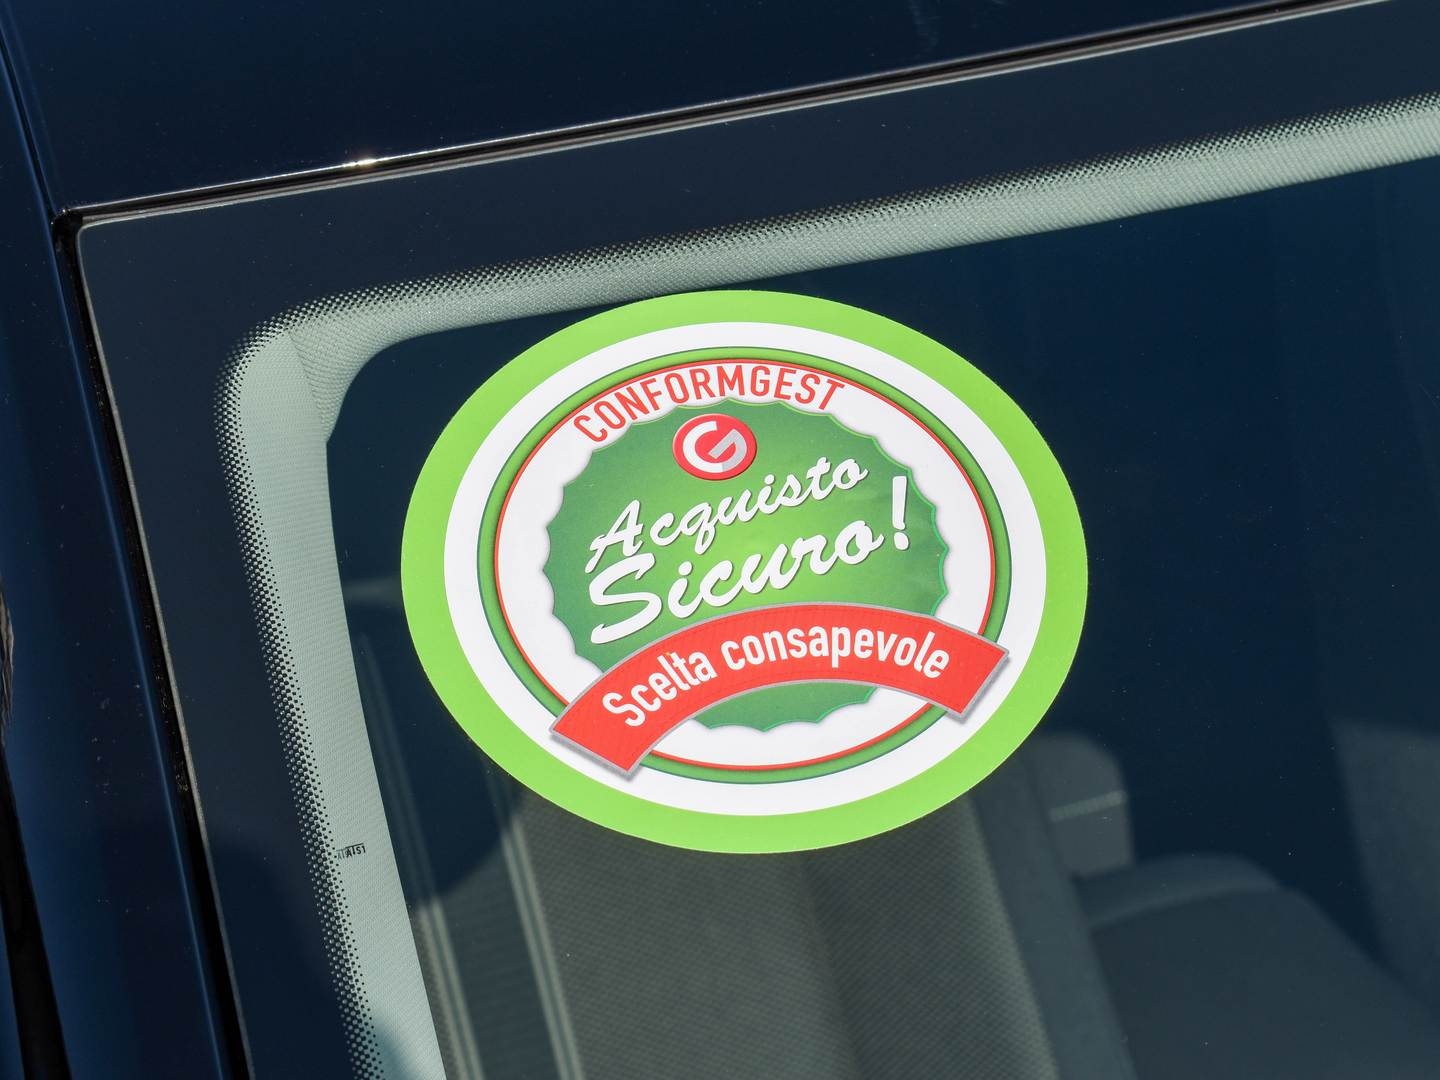 CONFORMGEST
Acquisto
Sicuro!
Scelta consapevole